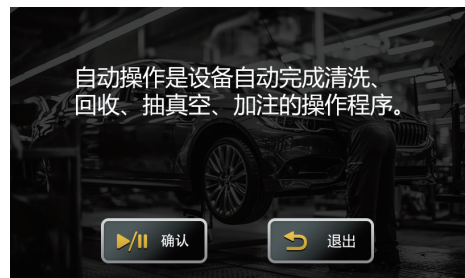 自动操作是设备自动完成清洗、
回收、抽真空、加注的操作程序。
确认
退出